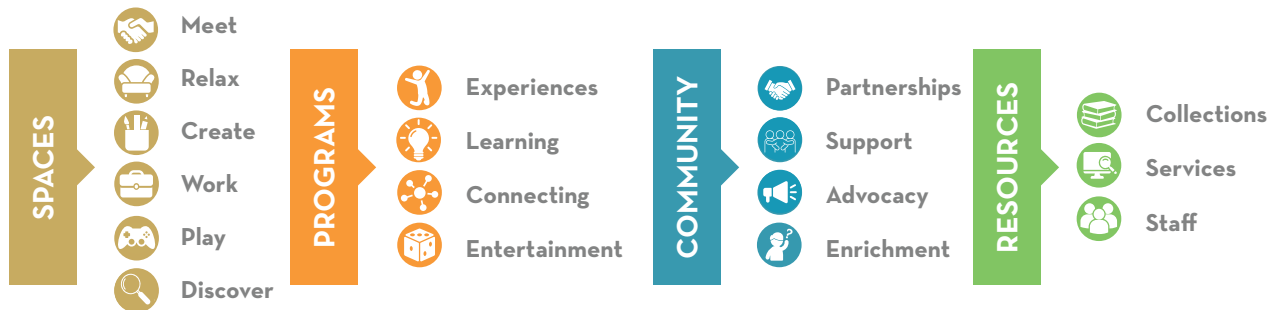 SPACES
Meet
Relax
Create
Work
Play
Discover
PROGRAMS
Experiences
Learning
Connecting
Entertainment
COMMUNITY
Partnerships
Support
Advocacy
Enrichment
RESOURCES
Collections
Services
Staff